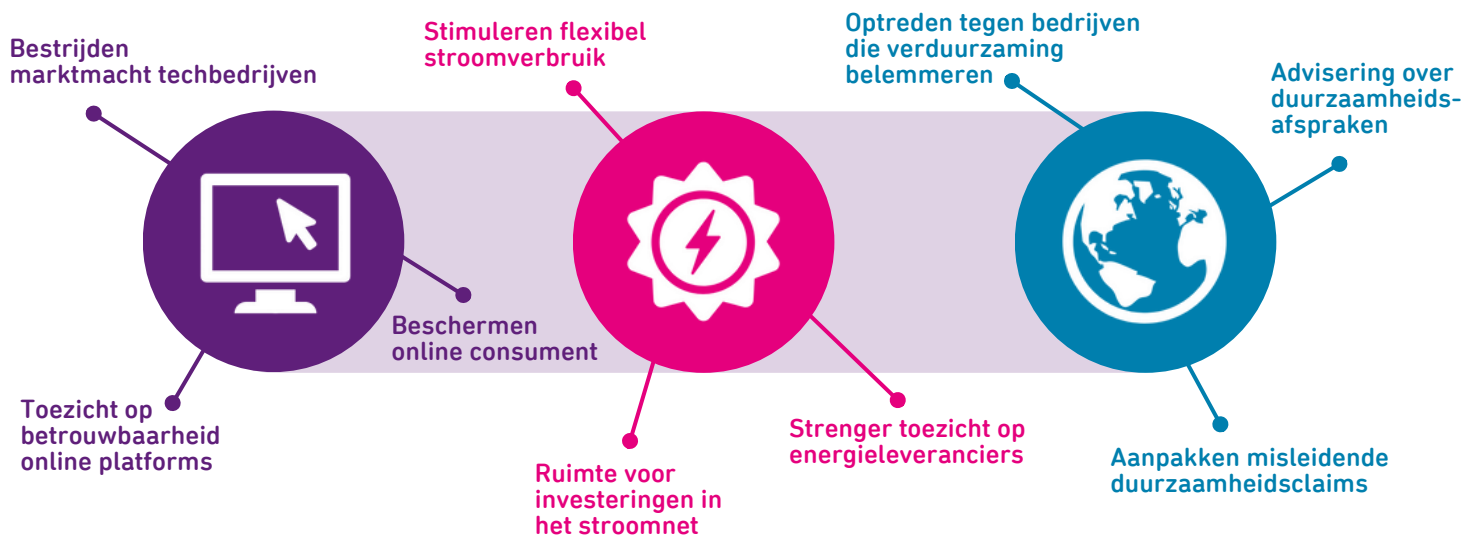 Bestrijden
marktmacht techbedrijven
Beschermen
online consument
Toezicht op
betrouwbaarheid
online platforms
Stimuleren flexibel
stroomverbruik
Strenger toezicht op
energieleveranciers
Ruimte voor
investeringen in
het stroomnet
Optreden tegen bedrijven
die verduurzaming
belemmeren
Advisering over
duurzaamheids-
afspraken
Aanpakken misleidende
duurzaamheidsclaims